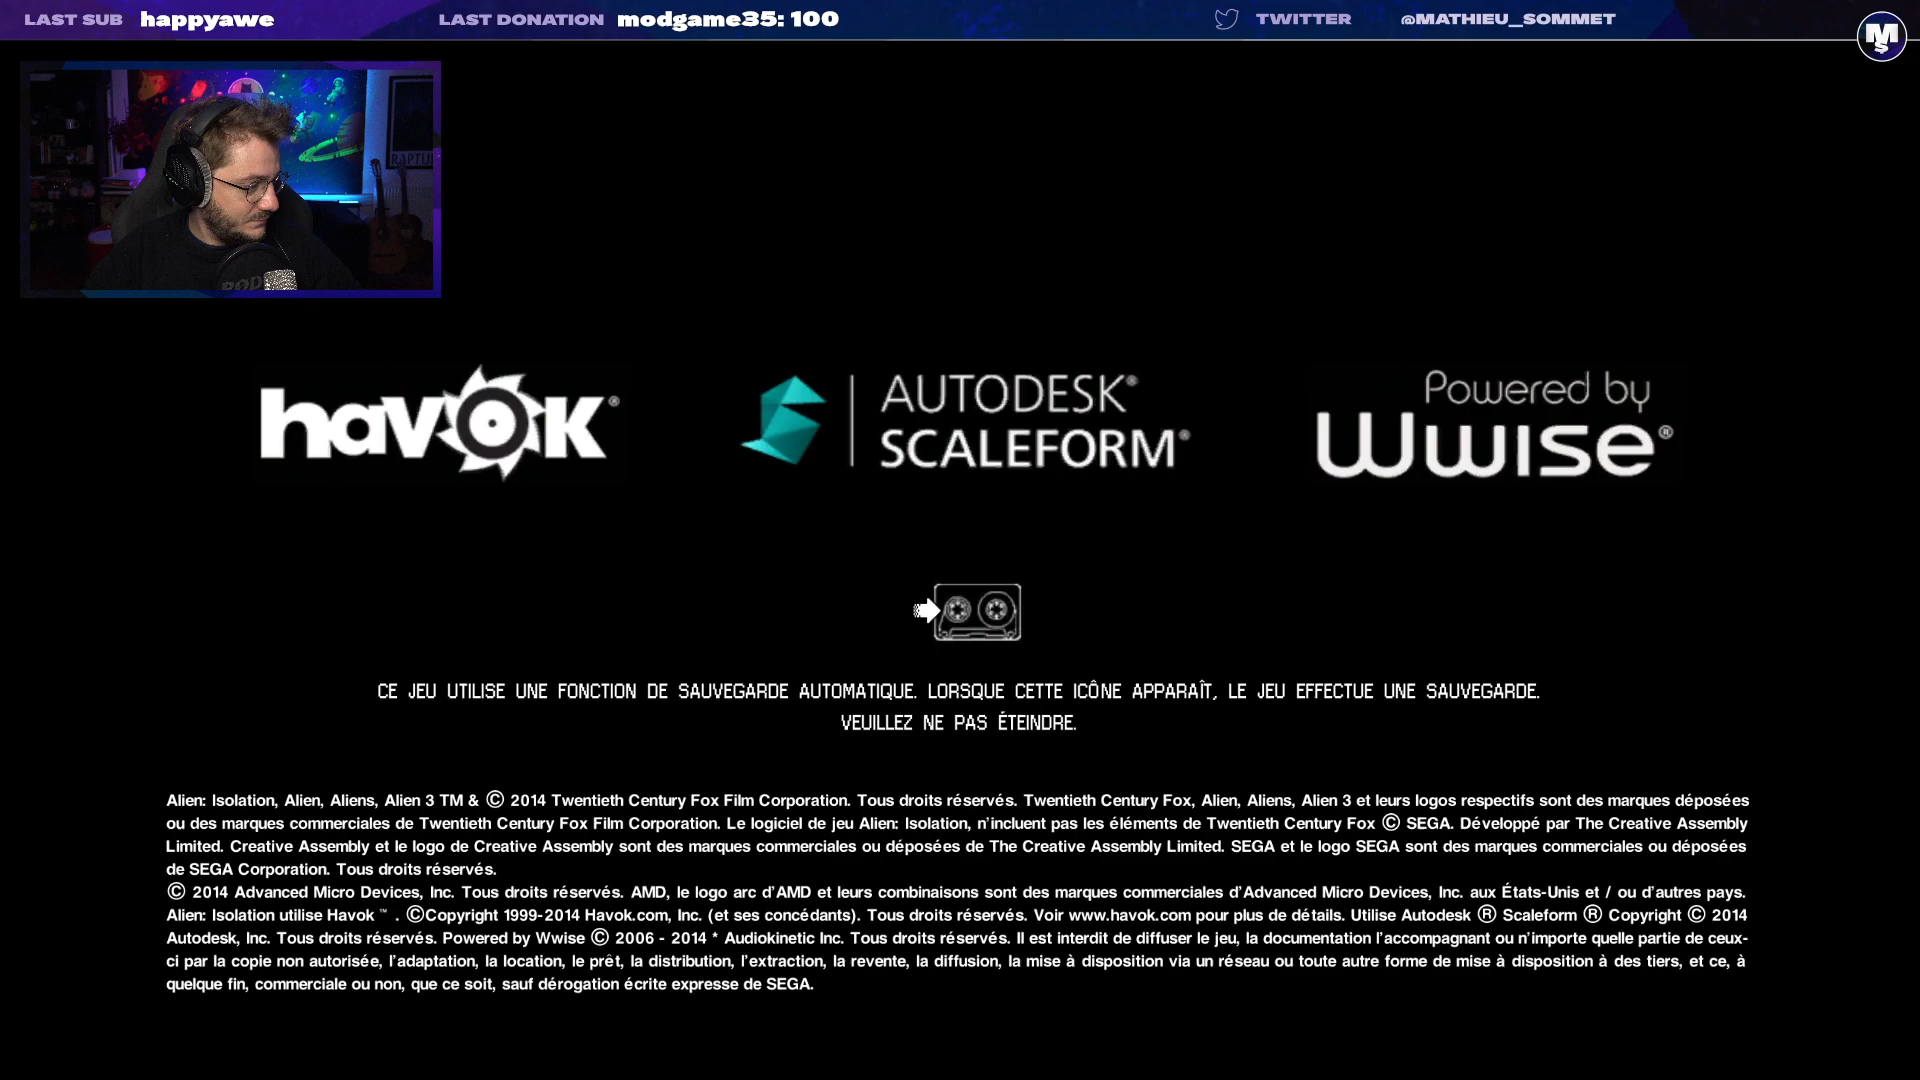 LAST SUB happyawe LAST DONATION modgame35: 100 TWITTER @MATHIEU_SOMMET
MS
havok®
AUTODESK®
SCALEFORM®
Powered by
Wwise®
CE JEU UTILISE UNE FONCTION DE SAUVEGARDE AUTOMATIQUE. LORSQUE CETTE ICÔNE APPARAÎT, LE JEU EFFECTUE UNE SAUVEGARDE.
VEUILLEZ NE PAS ÉTEINDRE.
Alien: Isolation, Alien, Aliens, Alien 3 TM & © 2014 Twentieth Century Fox Film Corporation. Tous droits réservés. Twentieth Century Fox, Alien, Aliens, Alien 3 et leurs logos respectifs sont des marques déposées
ou des marques commerciales de Twentieth Century Fox Film Corporation. Le logiciel de jeu Alien: Isolation, n'incluent pas les éléments de Twentieth Century Fox © SEGA. Développé par The Creative Assembly
Limited. Creative Assembly et le logo de Creative Assembly sont des marques commerciales ou déposées de The Creative Assembly Limited. SEGA et le logo SEGA sont des marques commerciales ou déposées
de SEGA Corporation. Tous droits réservés.
© 2014 Advanced Micro Devices, Inc. Tous droits réservés. AMD, le logo arc d'AMD et leurs combinaisons sont des marques commerciales d'Advanced Micro Devices, Inc. aux États-Unis et / ou d'autres pays.
Alien: Isolation utilise Havok ™ . ©Copyright 1999-2014 Havok.com, Inc. (et ses concédants). Tous droits réservés. Voir www.havok.com pour plus de détails. Utilise Autodesk ® Scaleform ® Copyright © 2014
Autodesk, Inc. Tous droits réservés. Powered by Wwise © 2006 - 2014 * Audiokinetic Inc. Tous droits réservés. Il est interdit de diffuser le jeu, la documentation l'accompagnant ou n'importe quelle partie de ceux-
ci par la copie non autorisée, l'adaptation, la location, le prêt, la distribution, l'extraction, la revente, la diffusion, la mise à disposition via un réseau ou toute autre forme de mise à disposition à des tiers, et ce, à
quelque fin, commerciale ou non, que ce soit, sauf dérogation écrite expresse de SEGA.